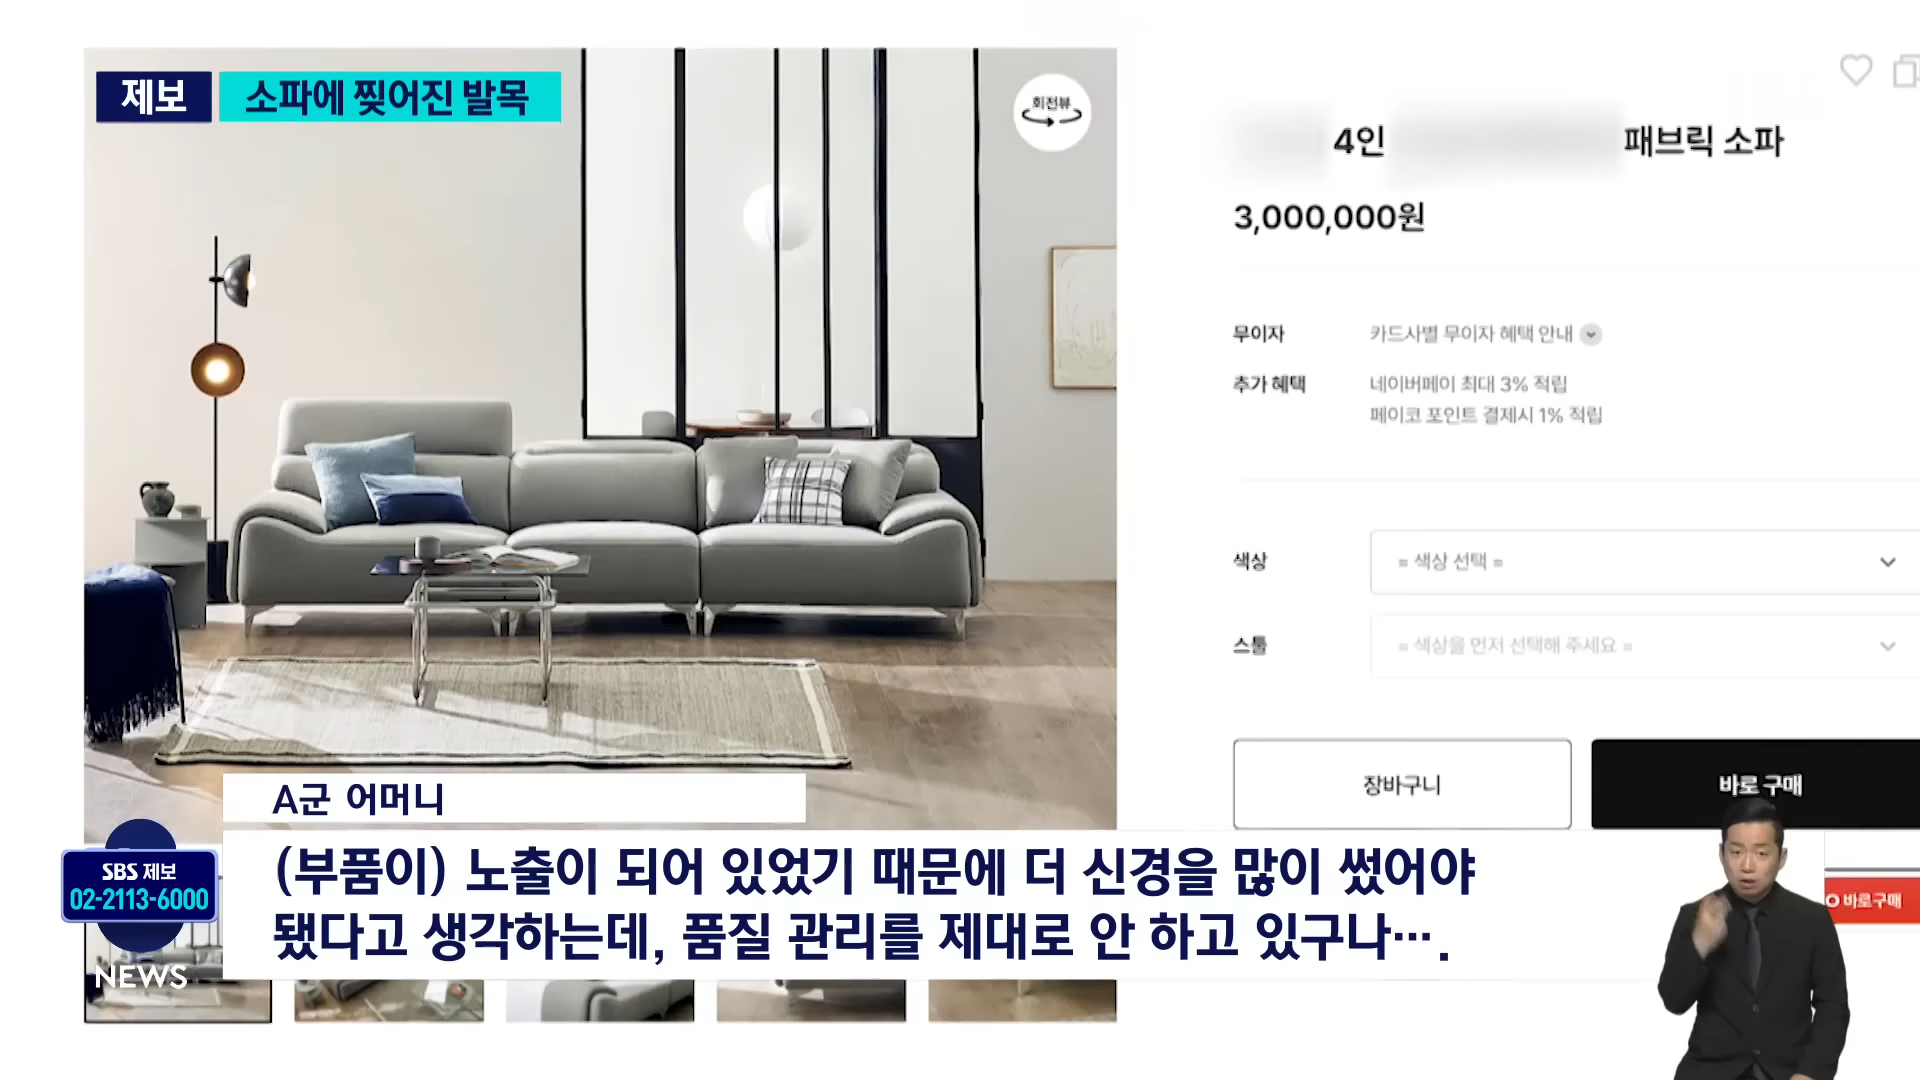 제보 소파에 찢어진 발목
회전뷰
4인 패브릭 소파
3,000,000원
무이자 카드사별 무이자 혜택 안내
추가 혜택 네이버페이 최대 3% 적립
페이코 포인트 결제시 1% 적립
색상 = 색상 선택 =
스툴 = 색상을 먼저 선택해 주세요 =
장바구니 바로 구매
A군 어머니
(부품이) 노출이 되어 있었기 때문에 더 신경을 많이 썼어야
됐다고 생각하는데, 품질 관리를 제대로 안 하고 있구나….
SBS 제보
02-2113-6000
NEWS
바로구매